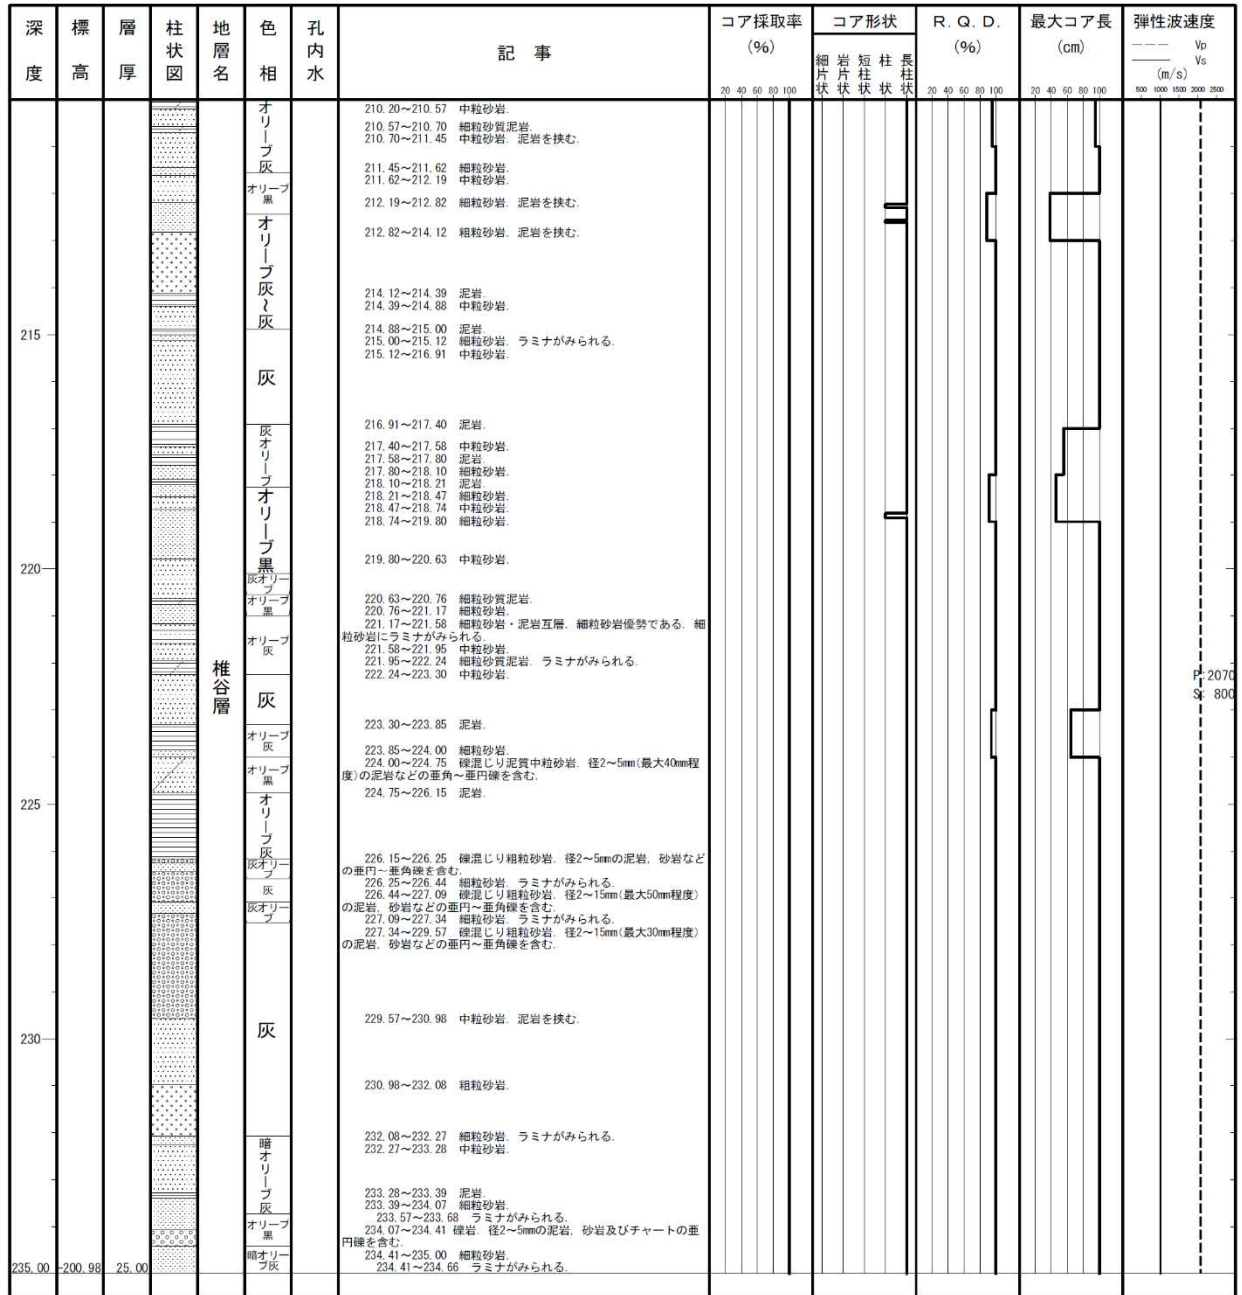 深度
標高
層厚
柱状図
地層名
色相
孔内水
記 事
コア採取率
(%)
20 40 60 80 100
コア形状
細片状
岩片状
短柱状
柱状
長柱状
R. Q. D.
(%)
20 40 60 80 100
最大コア長
(cm)
20 40 60 80 100
弾性波速度
Vp
Vs
(m/s)
500 1000 1500 2000 2500
215
220
225
230
235.00 -200.98 25.00
椎谷層
オリーブ灰
オリーブ黒
オリーブ灰~灰
灰
灰オリーブ
オリーブ黒
灰オリーブ
オリーブ黒
オリーブ灰
灰
オリーブ灰
オリーブ黒
オリーブ灰
灰オリーブ
灰
灰オリーブ
灰
暗オリーブ灰
オリーブ黒
暗オリーブ灰
210.20～210.57 中粒砂岩.
210.57～210.70 細粒砂質泥岩.
210.70～211.45 中粒砂岩. 泥岩を挟む.
211.45～211.62 細粒砂岩.
211.62～212.19 中粒砂岩.
212.19～212.82 細粒砂岩. 泥岩を挟む.
212.82～214.12 粗粒砂岩. 泥岩を挟む.
214.12～214.39 泥岩.
214.39～214.88 中粒砂岩.
214.88～215.00 泥岩.
215.00～215.12 細粒砂岩. ラミナがみられる.
215.12～216.91 中粒砂岩.
216.91～217.40 泥岩.
217.40～217.58 中粒砂岩.
217.58～217.80 泥岩.
217.80～218.10 細粒砂岩.
218.10～218.21 泥岩.
218.21～218.47 細粒砂岩.
218.47～218.74 中粒砂岩.
218.74～219.80 細粒砂岩.
219.80～220.63 中粒砂岩.
220.63～220.76 細粒砂質泥岩.
220.76～221.17 細粒砂岩.
221.17～221.58 細粒砂岩・泥岩互層. 細粒砂岩優勢である. 細
粒砂岩にラミナがみられる.
221.58～221.95 中粒砂岩.
221.95～222.24 細粒砂質泥岩. ラミナがみられる.
222.24～223.30 中粒砂岩.
223.30～223.85 泥岩.
223.85～224.00 細粒砂岩.
224.00～224.75 礫混じり泥質中粒砂岩. 径2～5mm(最大40mm程
度)の泥岩などの亜角～亜円礫を含む.
224.75～226.15 泥岩.
226.15～226.25 礫混じり粗粒砂岩. 径2～5mmの泥岩, 砂岩など
の亜円～亜角礫を含む.
226.25～226.44 細粒砂岩. ラミナがみられる.
226.44～227.09 礫混じり粗粒砂岩. 径2～15mm(最大50mm程度)
の泥岩, 砂岩などの亜円～亜角礫を含む.
227.09～227.34 細粒砂岩. ラミナがみられる.
227.34～229.57 礫混じり粗粒砂岩. 径2～15mm(最大30mm程度)
の泥岩, 砂岩などの亜円～亜角礫を含む.
229.57～230.98 中粒砂岩. 泥岩を挟む.
230.98～232.08 粗粒砂岩.
232.08～232.27 細粒砂岩. ラミナがみられる.
232.27～233.28 中粒砂岩.
233.28～233.39 泥岩.
233.39～234.07 細粒砂岩.
233.57～233.68 ラミナがみられる.
234.07～234.41 礫岩. 径2～5mmの泥岩, 砂岩及びチャートの亜
円礫を含む.
234.41～235.00 細粒砂岩.
234.41～234.66 ラミナがみられる.
P:2070
S: 800